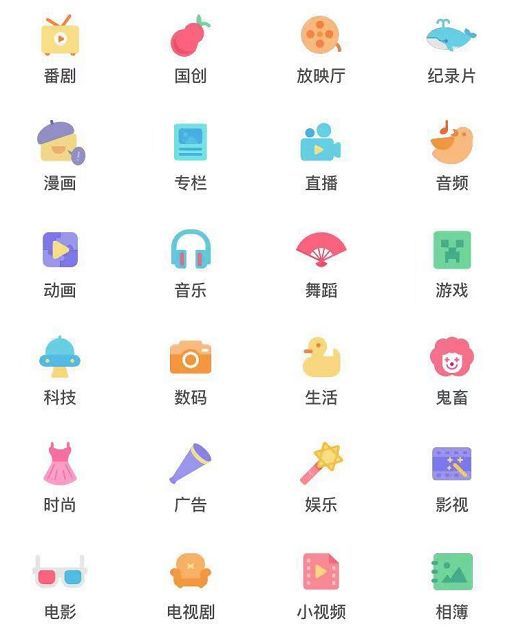 番剧 国创 放映厅 纪录片
漫画 专栏 直播 音频
动画 音乐 舞蹈 游戏
科技 数码 生活 鬼畜
时尚 广告 娱乐 影视
电影 电视剧 小视频 相簿